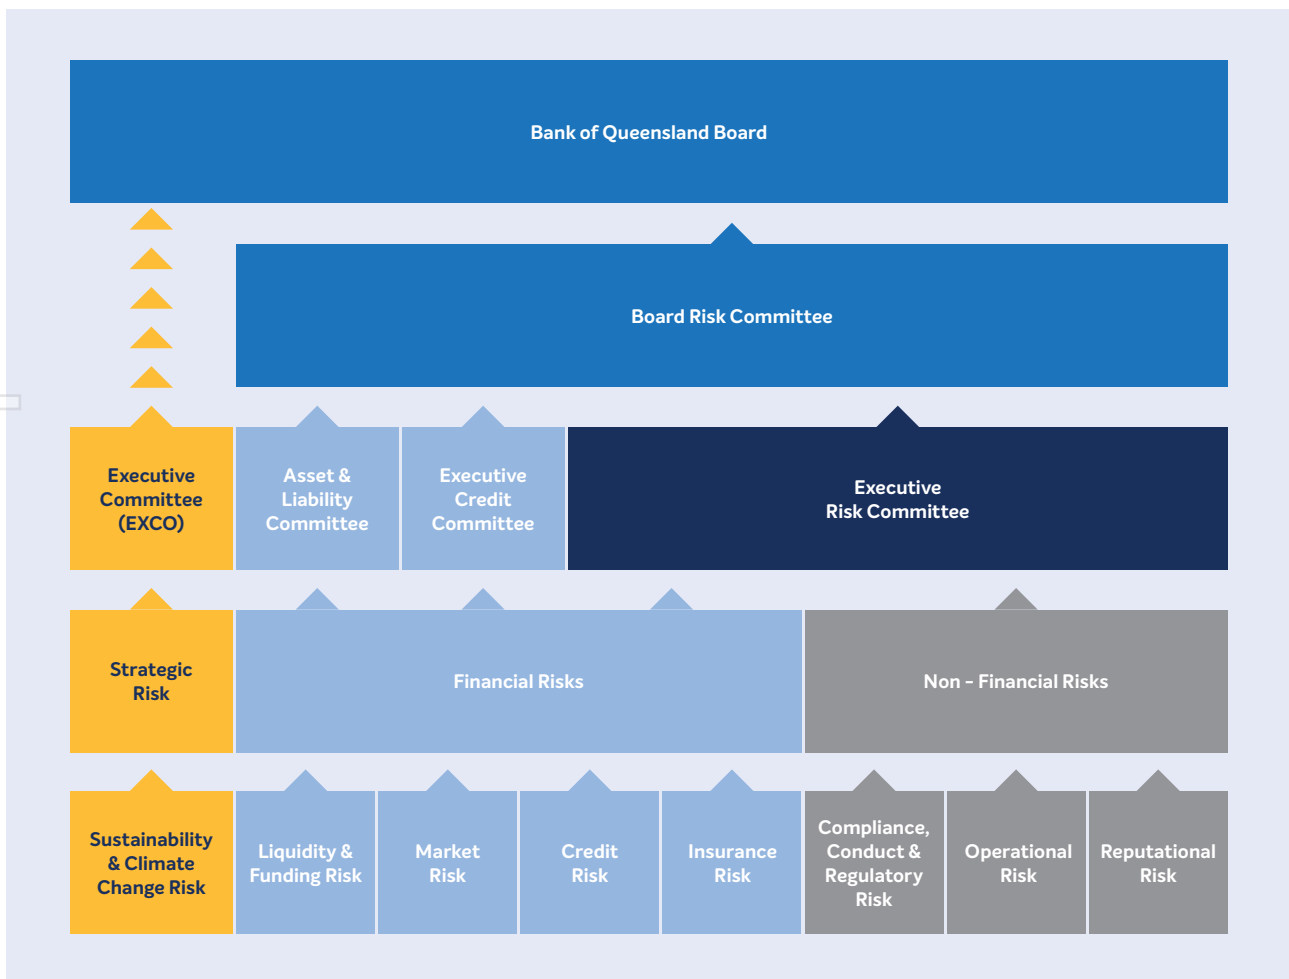 Bank of Queensland Board
Board Risk Committee
Executive
Committee
(EXCO)
Asset &
Liability
Committee
Executive
Credit
Committee
Executive
Risk Committee
Strategic
Risk
Financial Risks
Non - Financial Risks
Sustainability
& Climate
Change Risk
Liquidity &
Funding Risk
Market
Risk
Credit
Risk
Insurance
Risk
Compliance,
Conduct &
Regulatory
Risk
Operational
Risk
Reputational
Risk